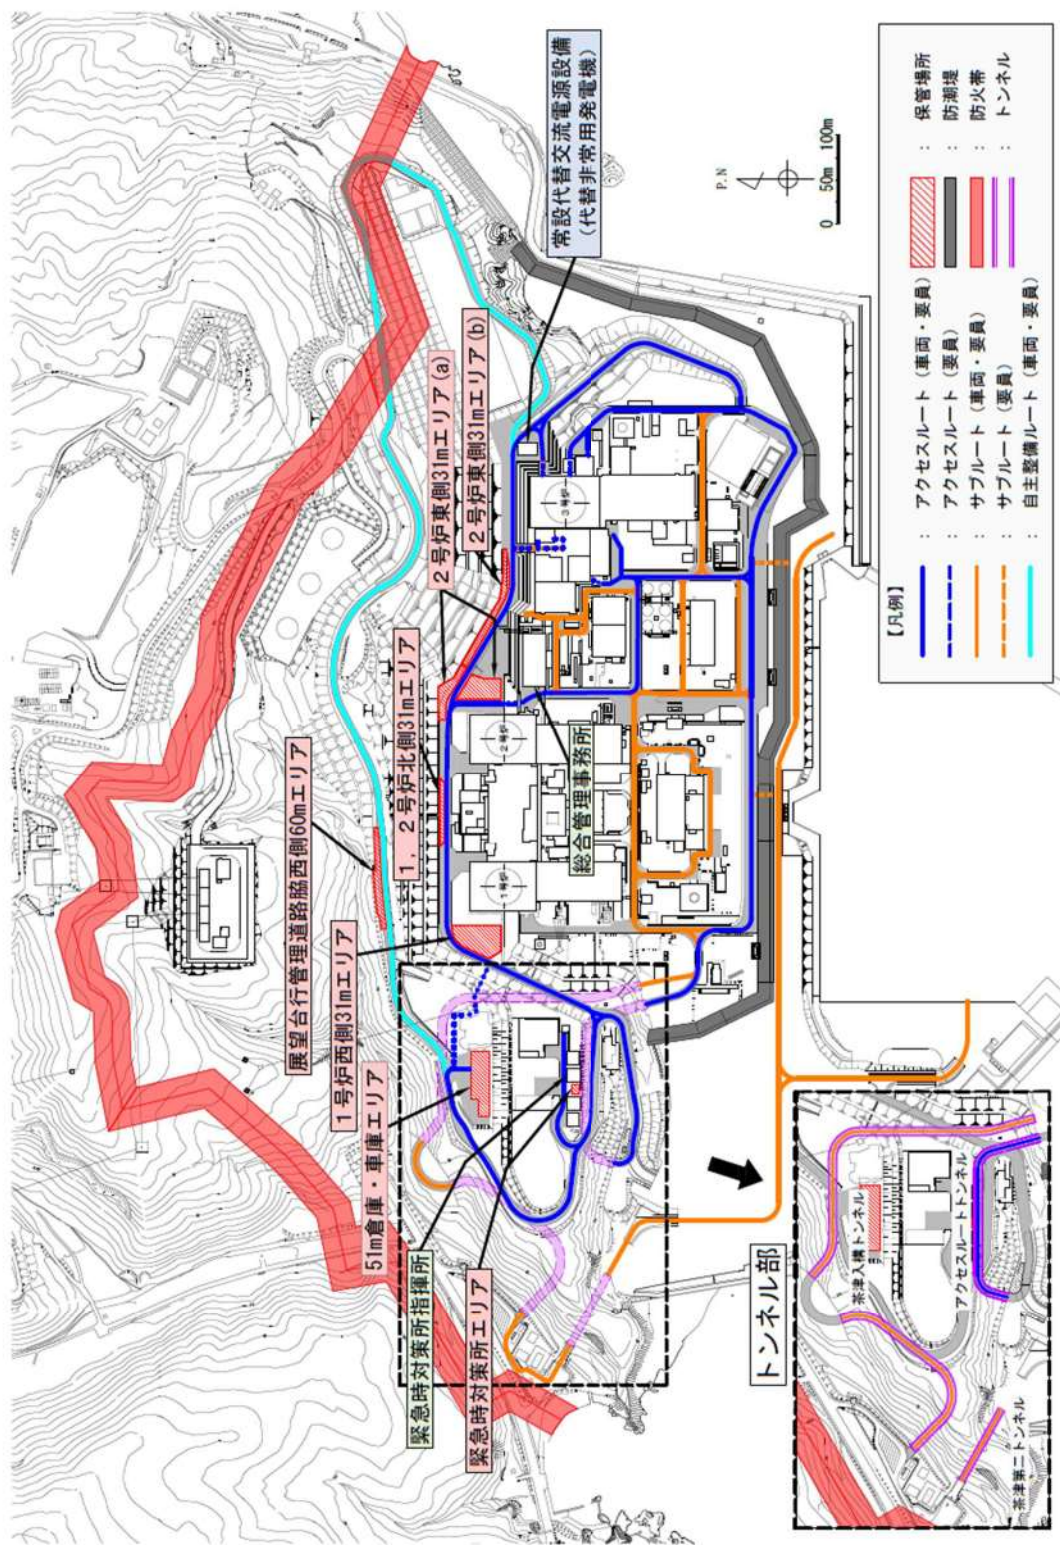 常設代替交流電源設備
(代替非常用発電機)
2号炉東側31mエリア(a)
2号炉東側31mエリア(b)
1，2号炉北側31mエリア
展望台行管理道路脇西側60mエリア
1号炉西側31mエリア
51m倉庫・車庫エリア
緊急時対策所指揮所
緊急時対策所エリア
総合管理事務所
1号炉
2号炉
3号炉
P.N
0 50m 100m
トンネル部
茶津入構トンネル
アクセスルートトンネル
茶津第二トンネル
【凡例】
： アクセスルート（車両・要員）
： アクセスルート（要員）
： サブルート（車両・要員）
： サブルート（要員）
： 自主整備ルート（車両・要員）
： 保管場所
： 防潮堤
： 防火帯
： トンネル